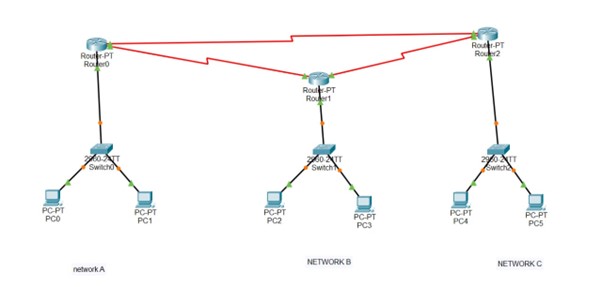 Router-PT
Router0
Router-PT
Router2
Router-PT
Router1
2960-24TT
Switch0
2960-24TT
Switch1
2960-24TT
Switch2
PC-PT
PC0
PC-PT
PC1
PC-PT
PC2
PC-PT
PC3
PC-PT
PC4
PC-PT
PC5
network A
NETWORK B
NETWORK C